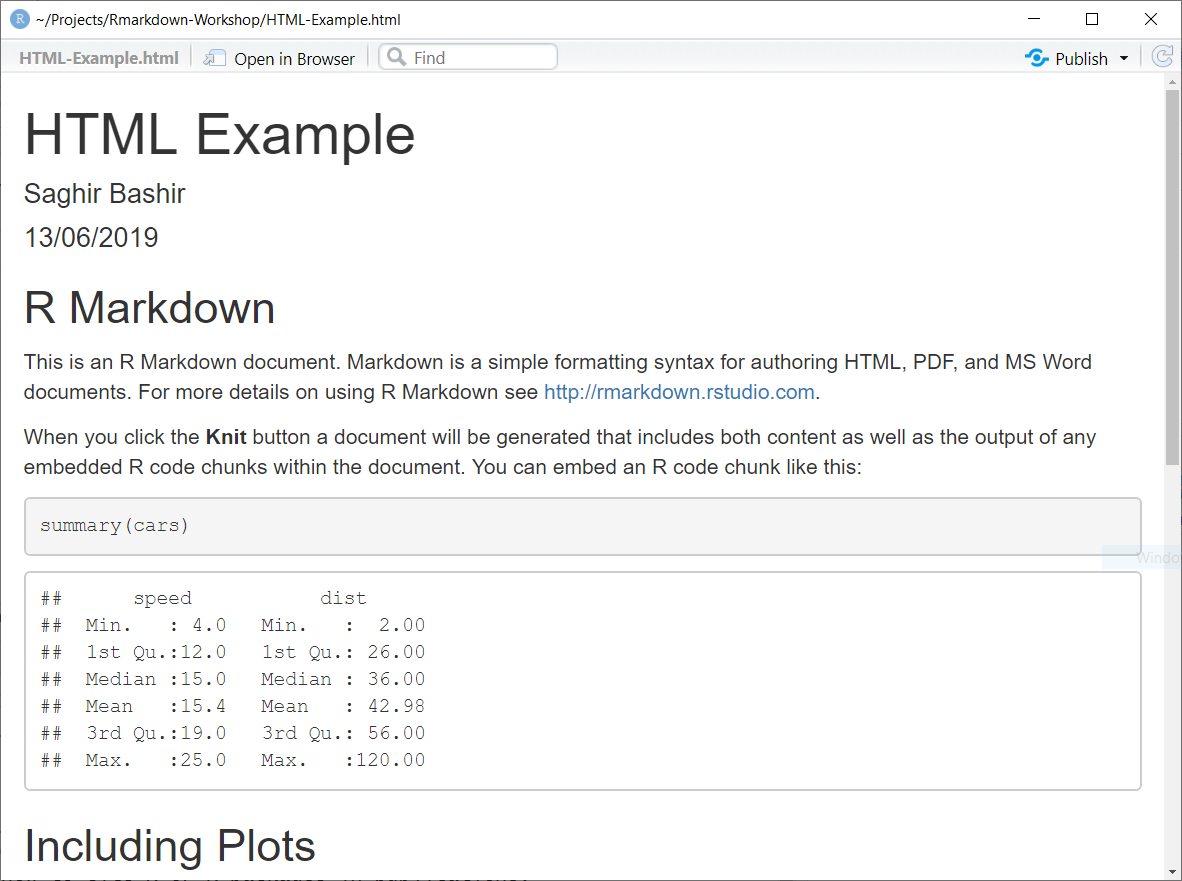 R ~/Projects/Rmarkdown-Workshop/HTML-Example.html
HTML-Example.html Open in Browser Find Publish
HTML Example
Saghir Bashir
13/06/2019
R Markdown
This is an R Markdown document. Markdown is a simple formatting syntax for authoring HTML, PDF, and MS Word
documents. For more details on using R Markdown see http://rmarkdown.rstudio.com.
When you click the Knit button a document will be generated that includes both content as well as the output of any
embedded R code chunks within the document. You can embed an R code chunk like this:
summary(cars)
##      speed           dist
##  Min.   : 4.0   Min.   :  2.00
##  1st Qu.:12.0   1st Qu.: 26.00
##  Median :15.0   Median : 36.00
##  Mean   :15.4   Mean   : 42.98
##  3rd Qu.:19.0   3rd Qu.: 56.00
##  Max.   :25.0   Max.   :120.00
Including Plots